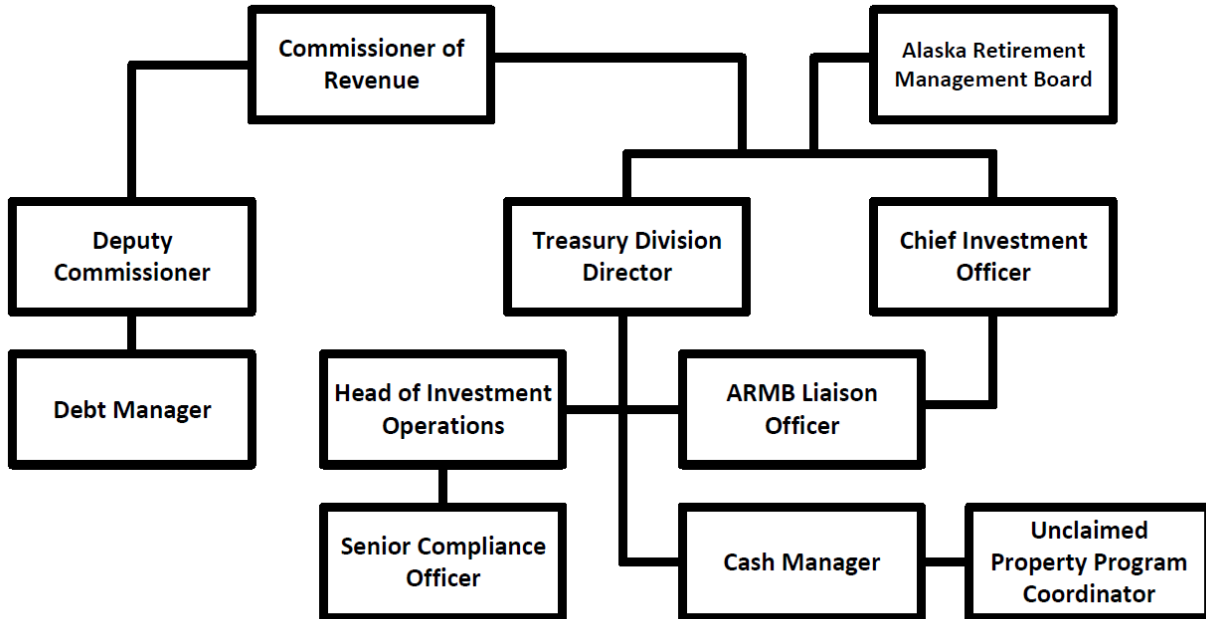 Commissioner of
Revenue
Alaska Retirement
Management Board
Deputy
Commissioner
Treasury Division
Director
Chief Investment
Officer
Debt Manager
Head of Investment
Operations
ARMB Liaison
Officer
Senior Compliance
Officer
Cash Manager
Unclaimed
Property Program
Coordinator